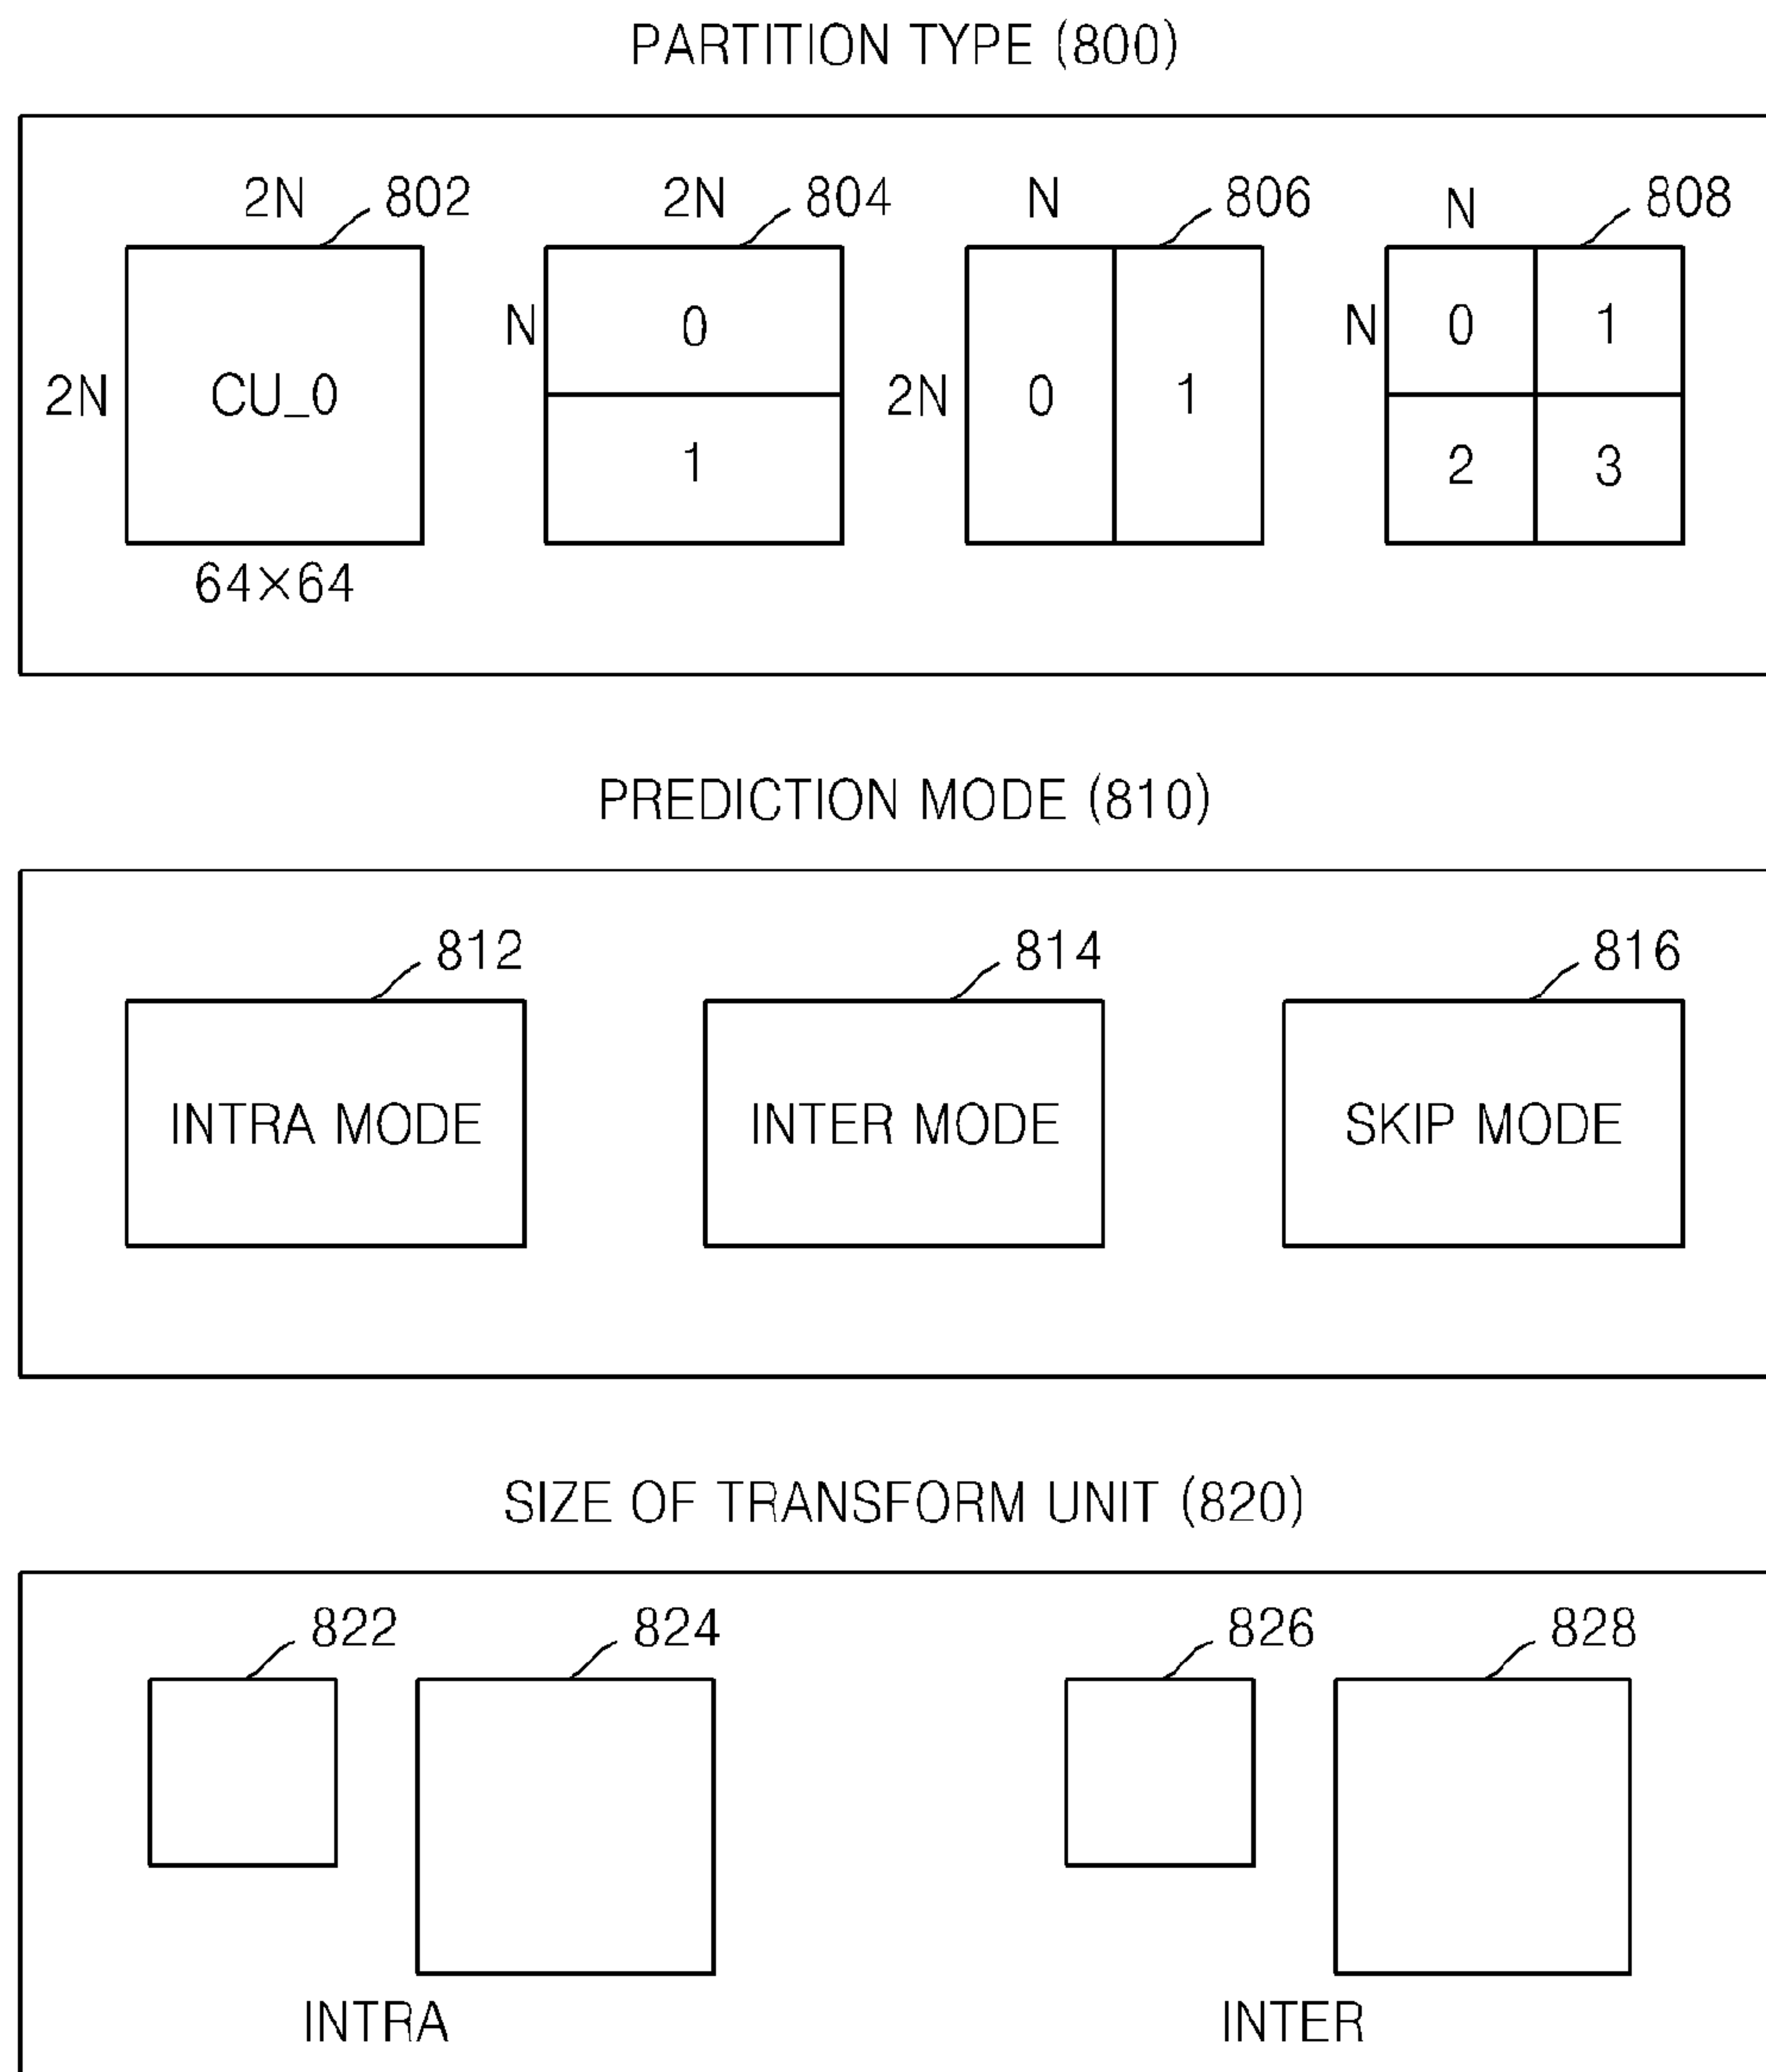 PARTITION TYPE (800)
2N 802 2N 804 N 806 N 808
N 0 N 0 1
2N CU_0 2N 0 1
1 2 3
64×64
PREDICTION MODE (810)
812 814 816
INTRA MODE INTER MODE SKIP MODE
SIZE OF TRANSFORM UNIT (820)
822 824 826 828
INTRA INTER